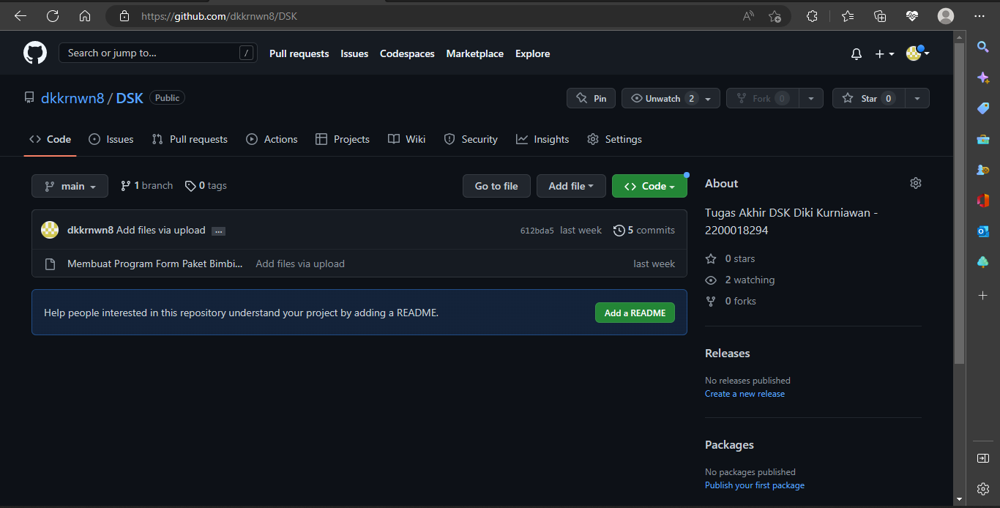 https://github.com/dkkrnwn8/DSK
Search or jump to... /
Pull requests Issues Codespaces Marketplace Explore
dkkrnwn8 / DSK Public
Pin Unwatch 2 Fork 0 Star 0
Code Issues Pull requests Actions Projects Wiki Security Insights Settings
main 1 branch 0 tags Go to file Add file Code
dkkrnwn8 Add files via upload ... 612bda5 last week 5 commits
Membuat Program Form Paket Bimbi... Add files via upload last week
Help people interested in this repository understand your project by adding a README. Add a README
About
Tugas Akhir DSK Diki Kurniawan -
2200018294
0 stars
2 watching
0 forks
Releases
No releases published
Create a new release
Packages
No packages published
Publish your first package